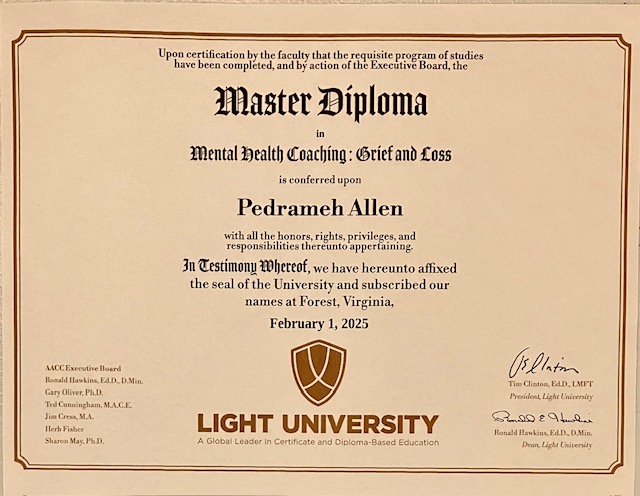 Upon certification by the faculty that the requisite program of studies
have been completed, and by action of the Executive Board, the
Master Diploma
in
Mental Health Coaching: Grief and Loss
is conferred upon
Pedrameh Allen
with all the honors, rights, privileges, and
responsibilities thereunto appertaining.
In Testimony Whereof, we have hereunto affixed
the seal of the University and subscribed our
names at Forest, Virginia,
February 1, 2025
AACC Executive Board
Ronald Hawkins, Ed.D., D.Min.
Gary Oliver, Ph.D.
Ted Cunningham, M.A.C.E.
Jim Cress, M.A.
Herb Fisher
Sharon May, Ph.D.
LIGHT UNIVERSITY
A Global Leader in Certificate and Diploma-Based Education
Tim Clinton, Ed.D., LMFT
President, Light University
Ronald E. Hawkins
Ronald Hawkins, Ed.D., D.Min.
Dean, Light University